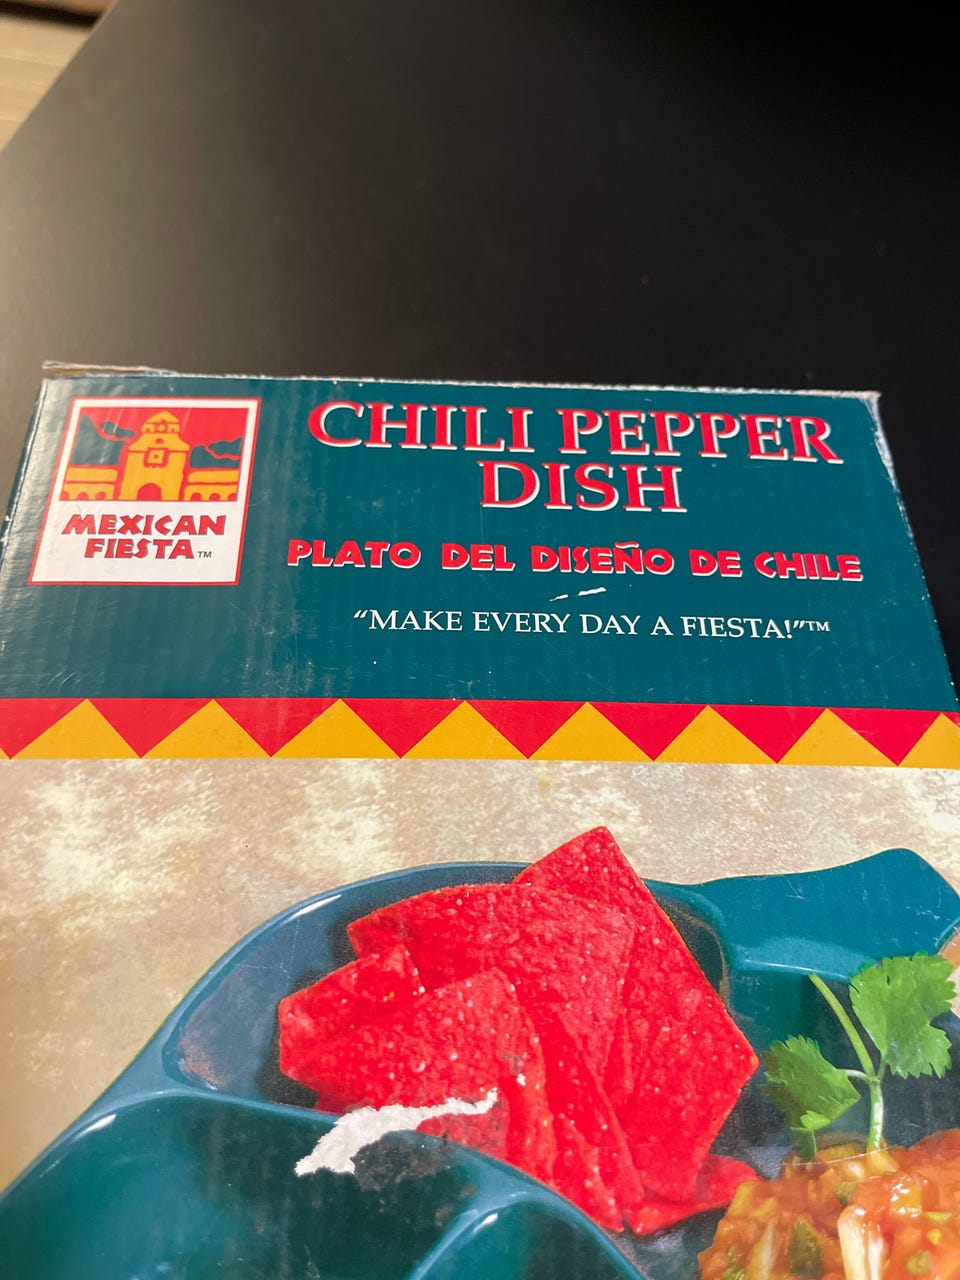 MEXICAN
FIESTA™
CHILI PEPPER
DISH
PLATO DEL DISEÑO DE CHILE
“MAKE EVERY DAY A FIESTA!”™